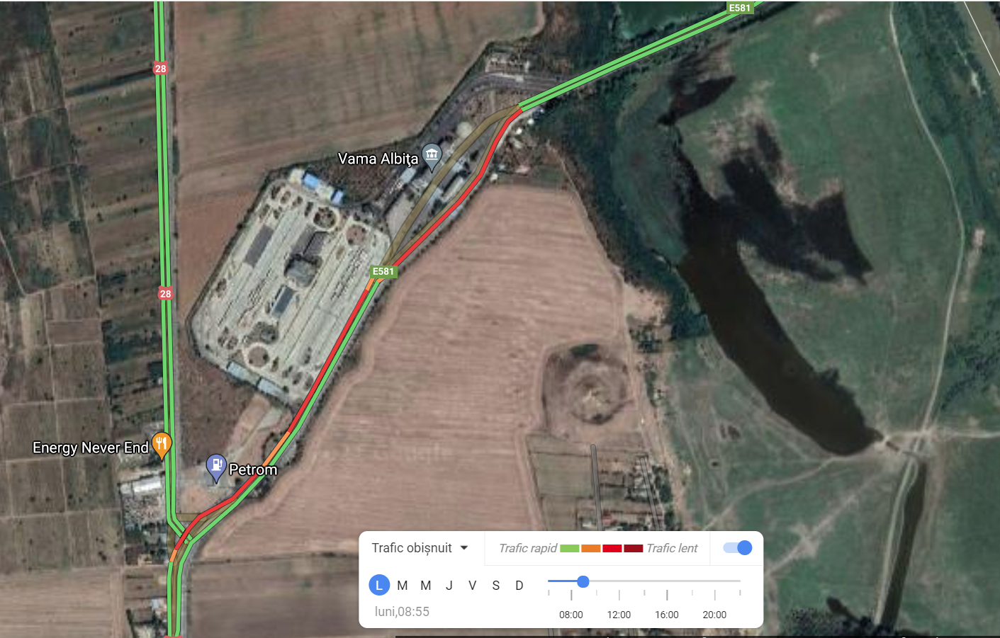 E581
28
Vama Albiţa
E581
28
Energy Never End
Petrom
Trafic obișnuit
Trafic rapid
Trafic lent
L M M J V S D
luni,08:55
08:00 12:00 16:00 20:00